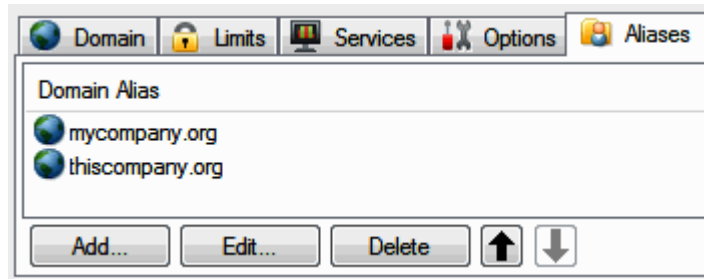 Domain Limits Services Options Aliases
Domain Alias
mycompany.org
thiscompany.org
Add... Edit... Delete